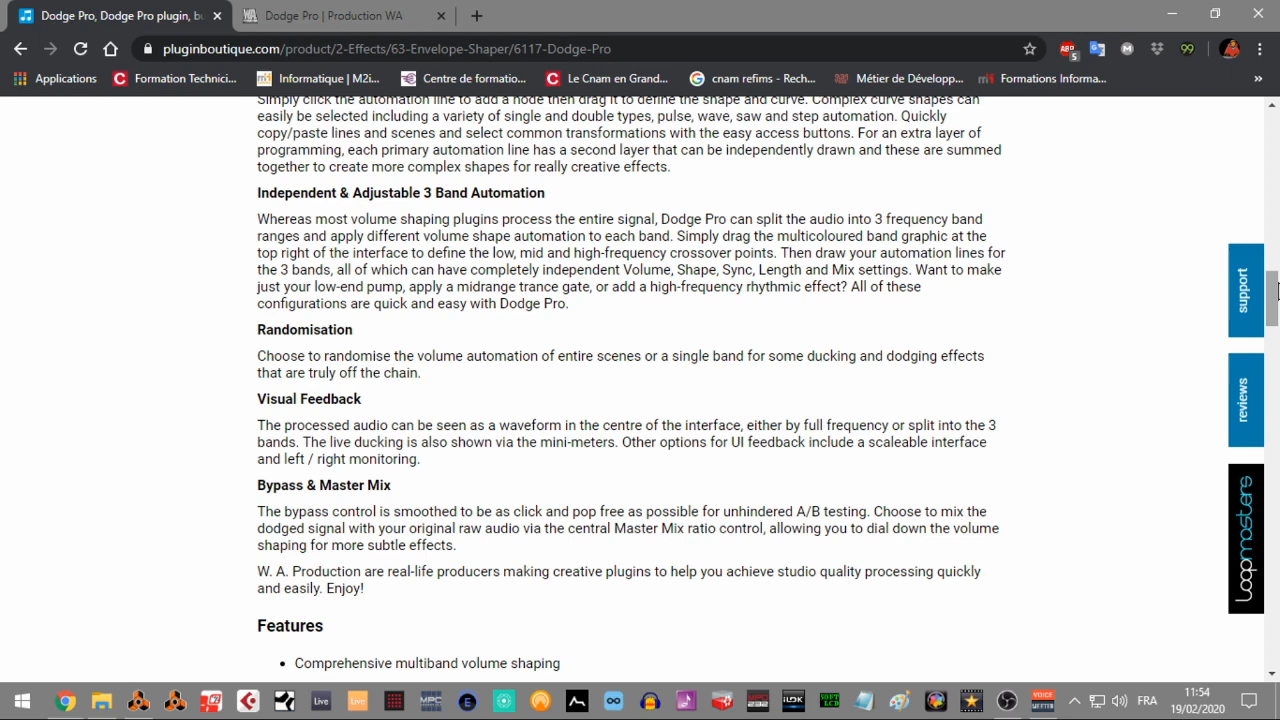 Dodge Pro, Dodge Pro plugin, bu
Dodge Pro | Production WA
pluginboutique.com/product/2-Effects/63-Envelope-Shaper/6117-Dodge-Pro
Applications
Formation Technici...
Informatique | M2i...
Centre de formatio...
Le Cnam en Grand...
cnam refims - Rech...
Métier de Développ...
Formations Informa...
Simply click the automation line to add a node then drag it to define the shape and curve. Complex curve shapes can
easily be selected including a variety of single and double types, pulse, wave, saw and step automation. Quickly
copy/paste lines and scenes and select common transformations with the easy access buttons. For an extra layer of
programming, each primary automation line has a second layer that can be independently drawn and these are summed
together to create more complex shapes for really creative effects.
Independent & Adjustable 3 Band Automation
Whereas most volume shaping plugins process the entire signal, Dodge Pro can split the audio into 3 frequency band
ranges and apply different volume shape automation to each band. Simply drag the multicoloured band graphic at the
top right of the interface to define the low, mid and high-frequency crossover points. Then draw your automation lines for
the 3 bands, all of which can have completely independent Volume, Shape, Sync, Length and Mix settings. Want to make
just your low-end pump, apply a midrange trance gate, or add a high-frequency rhythmic effect? All of these
configurations are quick and easy with Dodge Pro.
Randomisation
Choose to randomise the volume automation of entire scenes or a single band for some ducking and dodging effects
that are truly off the chain.
Visual Feedback
The processed audio can be seen as a waveform in the centre of the interface, either by full frequency or split into the 3
bands. The live ducking is also shown via the mini-meters. Other options for UI feedback include a scaleable interface
and left / right monitoring.
Bypass & Master Mix
The bypass control is smoothed to be as click and pop free as possible for unhindered A/B testing. Choose to mix the
dodged signal with your original raw audio via the central Master Mix ratio control, allowing you to dial down the volume
shaping for more subtle effects.
W. A. Production are real-life producers making creative plugins to help you achieve studio quality processing quickly
and easily. Enjoy!
Features
• Comprehensive multiband volume shaping
support
reviews
Loopmasters
Live
Live
FRA
11:54
19/02/2020